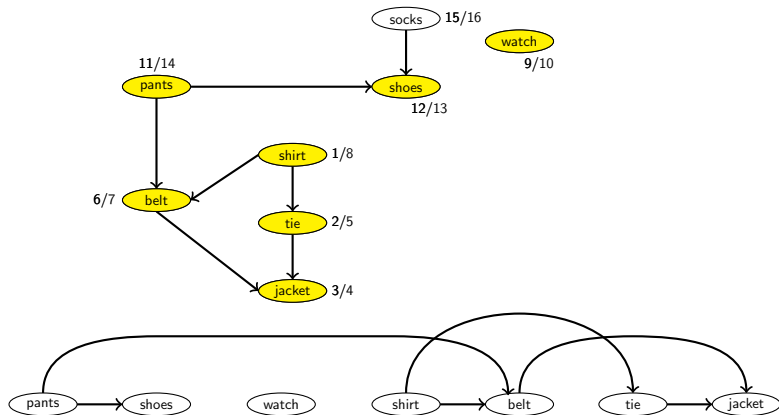 socks 15/16
watch
9/10
11/14
pants
shoes
12/13
shirt 1/8
6/7 belt
tie 2/5
jacket 3/4
pants shoes watch shirt belt tie jacket